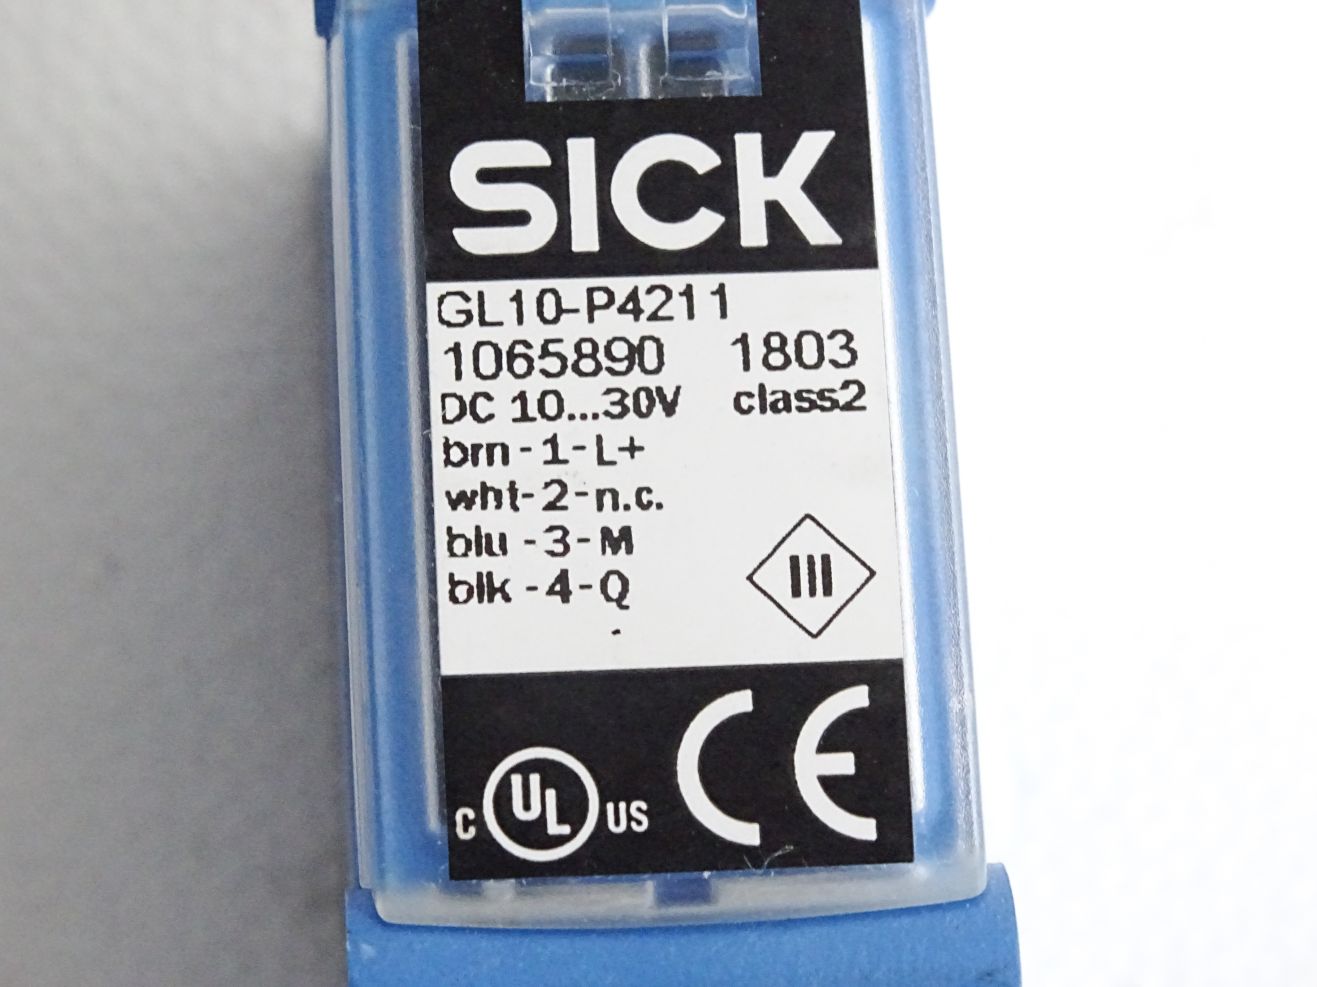 SICK
GL10-P4211
1065890 1803
DC 10...30V class2
brn - 1 - L+
wht - 2 - n.c.
blu - 3 - M
blk - 4 - Q
III
C UL US CE